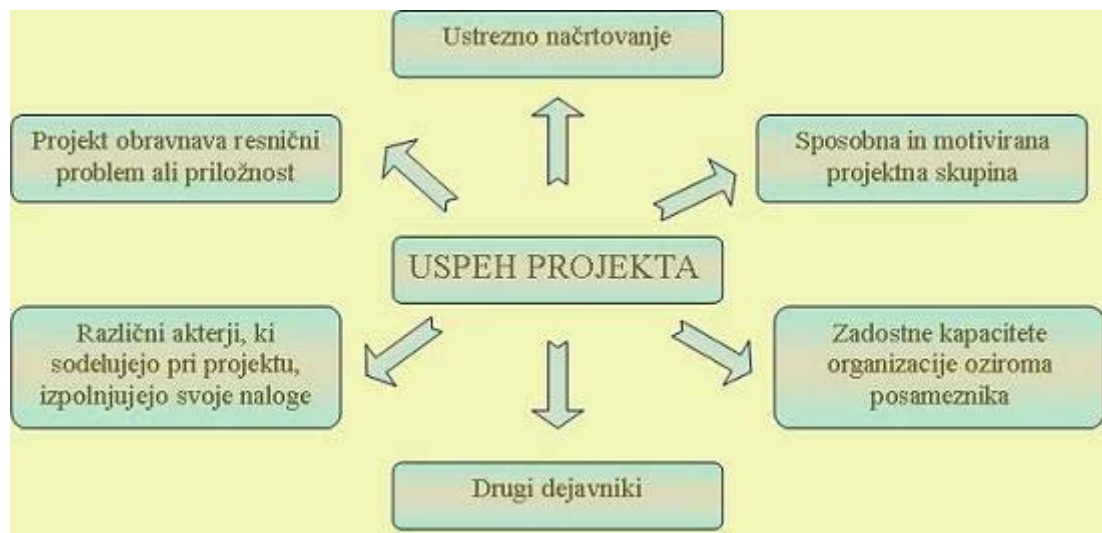 Ustrezno načrtovanje
Projekt obravnava resnični
problem ali priložnost
Sposobna in motivirana
projektna skupina
USPEH PROJEKTA
Različni akterji, ki
sodelujejo pri projektu,
izpolnjujejo svoje naloge
Zadostne kapacitete
organizacije oziroma
posameznika
Drugi dejavniki